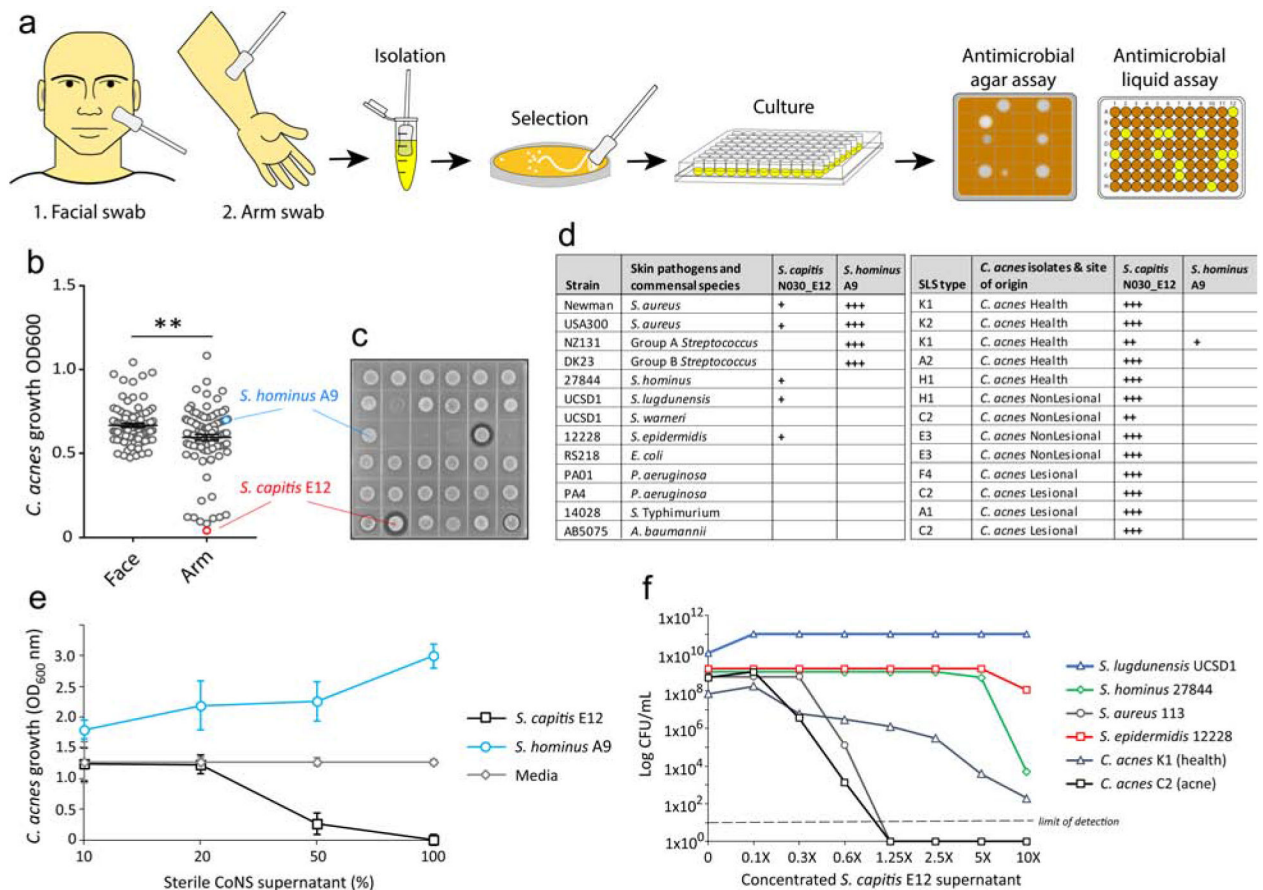 a
Isolation
Selection
Culture
Antimicrobial
agar assay
Antimicrobial
liquid assay
1. Facial swab
2. Arm swab
b
C. acnes growth OD600
1.5
1.0
0.5
0
**
Face
Arm
S. hominus A9
S. capitis E12
c
d
Strain Skin pathogens and commensal species S. capitis N030_E12 S. hominus A9
Newman S. aureus + +++
USA300 S. aureus + +++
NZ131 Group A Streptococcus +++
DK23 Group B Streptococcus +++
27844 S. hominus +
UCSD1 S. lugdunensis +
UCSD1 S. warneri
12228 S. epidermidis +
RS218 E. coli
PA01 P. aeruginosa
PA4 P. aeruginosa
14028 S. Typhimurium
AB5075 A. baumannii
SLS type C. acnes isolates & site of origin S. capitis N030_E12 S. hominus A9
K1 C. acnes Health +++
K2 C. acnes Health +++
K1 C. acnes Health ++ +
A2 C. acnes Health +++
H1 C. acnes Health +++
H1 C. acnes NonLesional +++
C2 C. acnes NonLesional ++
E3 C. acnes NonLesional +++
E3 C. acnes NonLesional +++
F4 C. acnes Lesional +++
C2 C. acnes Lesional +++
A1 C. acnes Lesional +++
C2 C. acnes Lesional +++
e
C. acnes growth (OD600 nm)
3.0
2.5
2.0
1.5
1.0
0.5
0
10 20 50 100
Sterile CoNS supernatant (%)
S. capitis E12
S. hominus A9
Media
f
Log CFU/mL
1x10^12
1x10^10
1x10^8
1x10^6
1x10^4
1x10^2
1x10^0
limit of detection
0 0.1X 0.3X 0.6X 1.25X 2.5X 5X 10X
Concentrated S. capitis E12 supernatant
S. lugdunensis UCSD1
S. hominus 27844
S. aureus 113
S. epidermidis 12228
C. acnes K1 (health)
C. acnes C2 (acne)